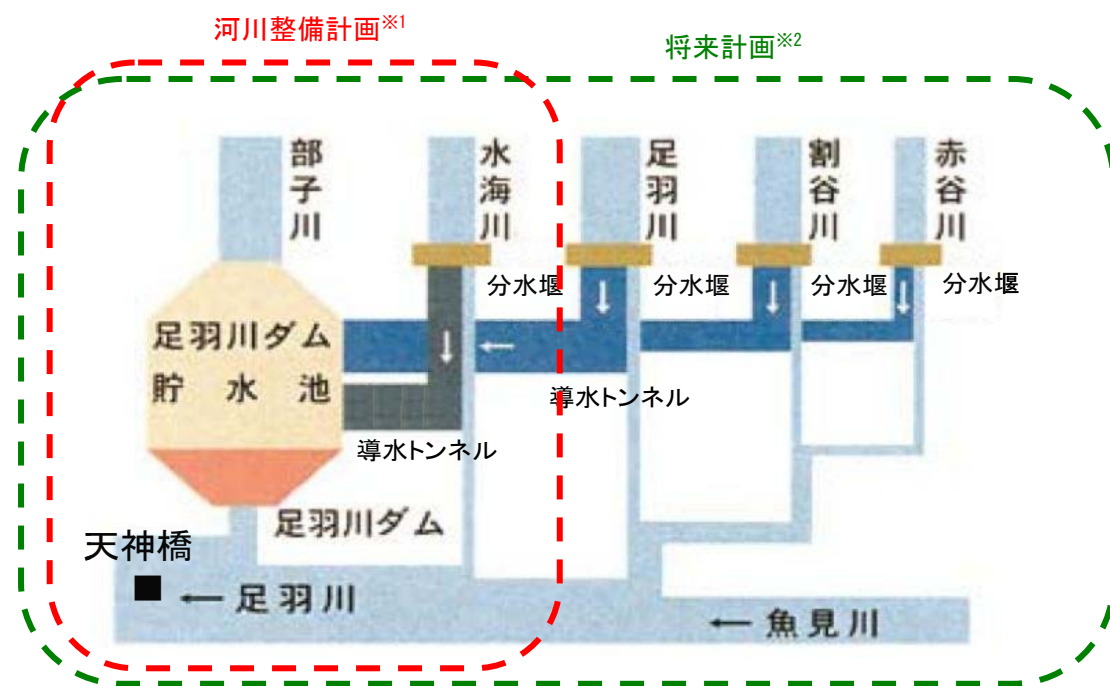 河川整備計画※1
将来計画※2
部子川
水海川
足羽川
割谷川
赤谷川
分水堰
分水堰
分水堰
分水堰
足羽川ダム
貯水池
導水トンネル
導水トンネル
足羽川ダム
天神橋
←足羽川
←魚見川